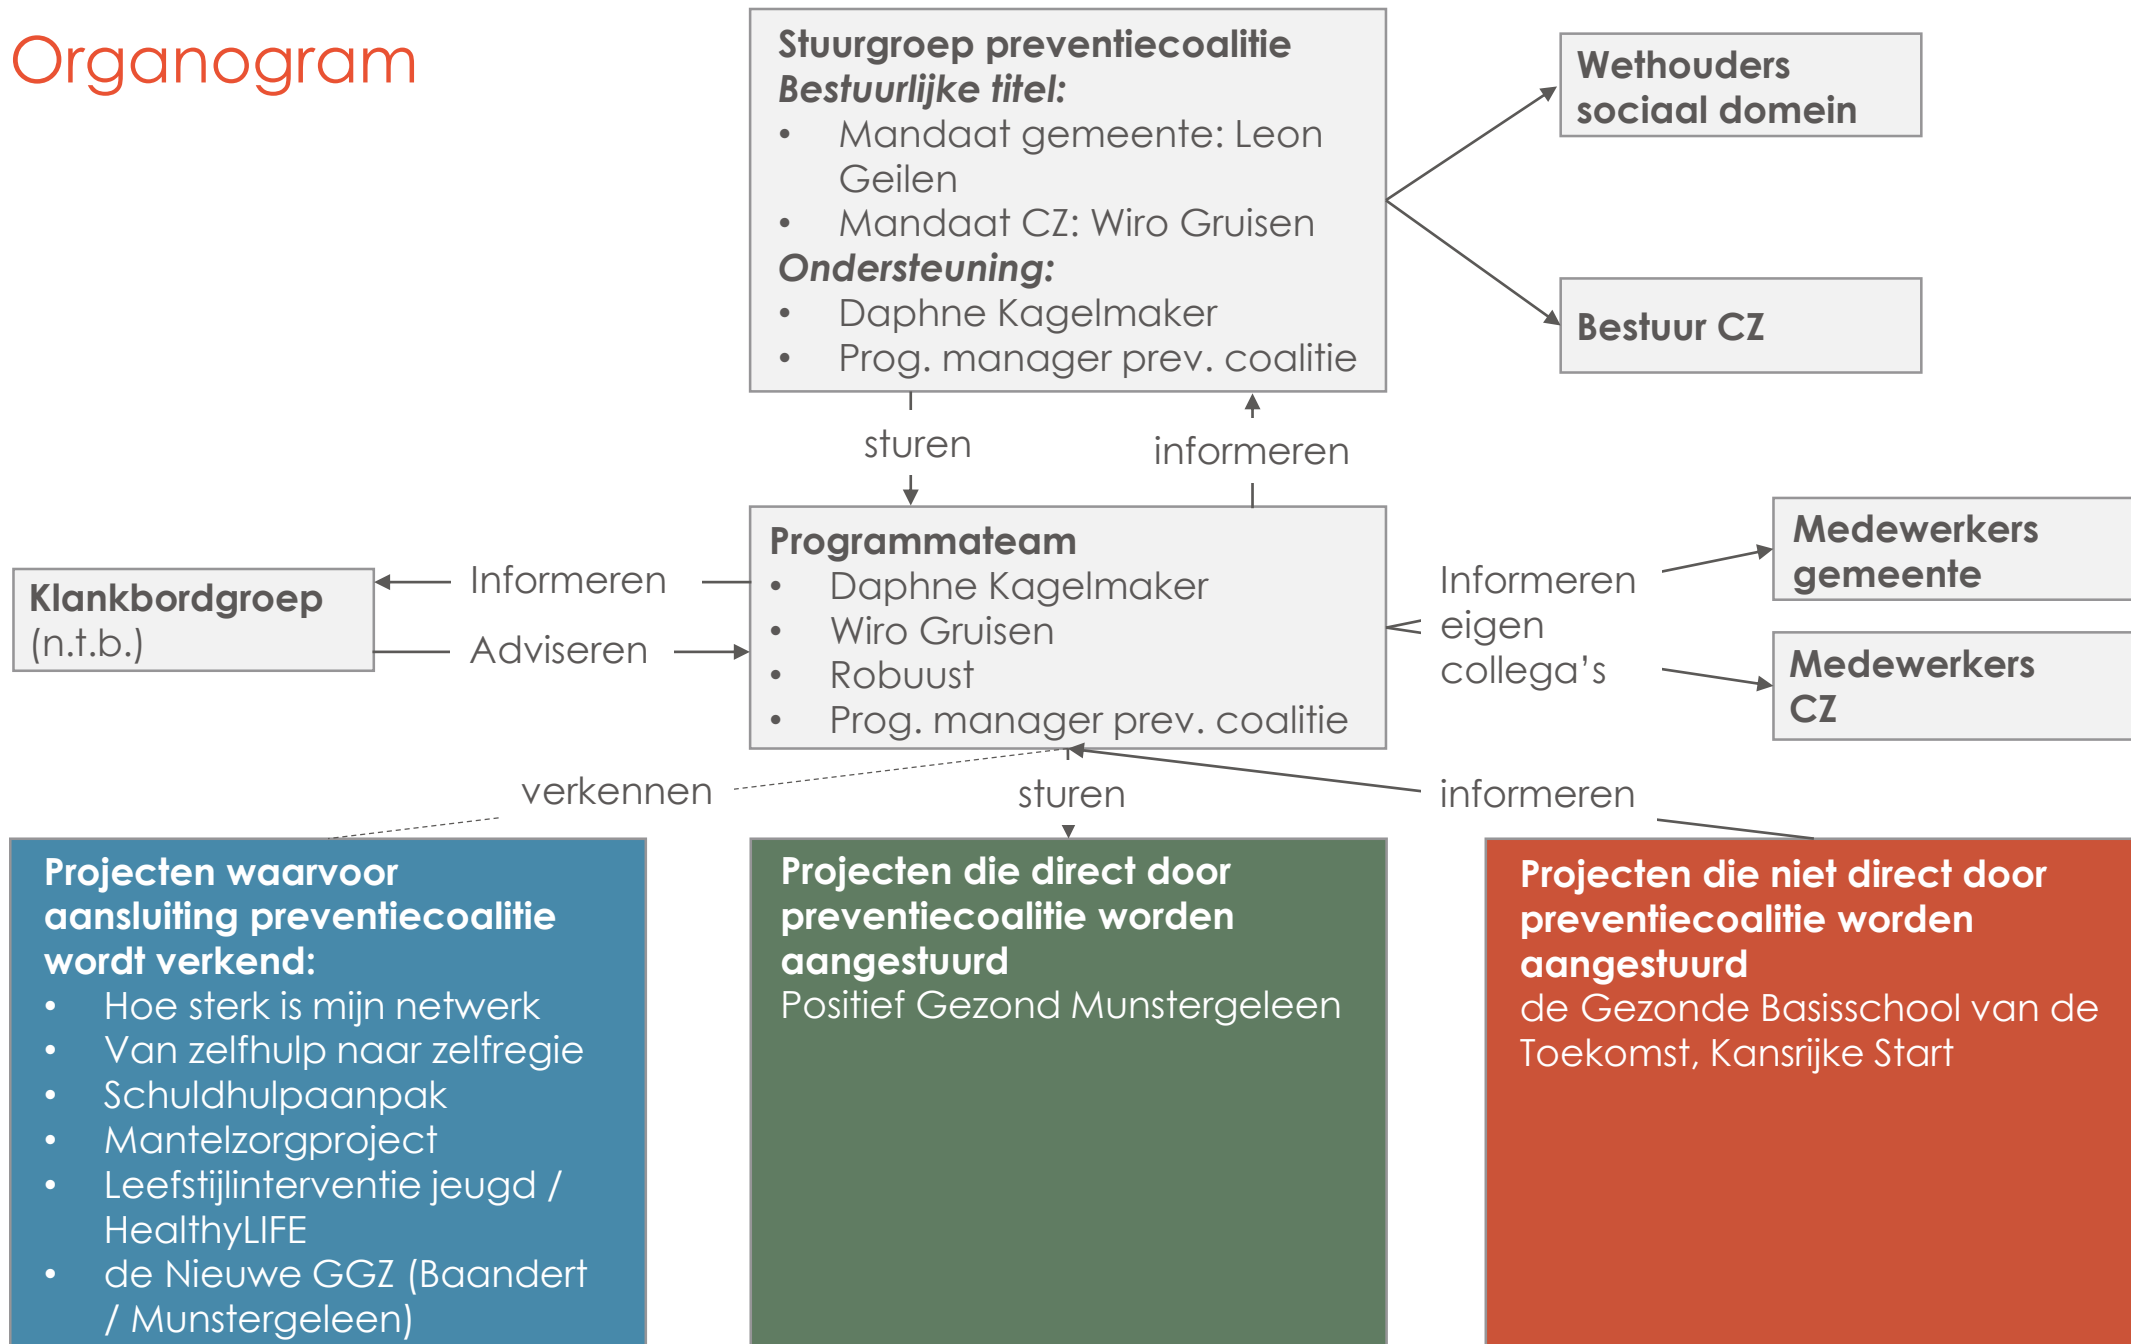 Organogram
Stuurgroep preventiecoalitie
Bestuurlijke titel:
• Mandaat gemeente: Leon
Geilen
• Mandaat CZ: Wiro Gruisen
Ondersteuning:
• Daphne Kagelmaker
• Prog. manager prev. coalitie
Wethouders
sociaal domein
Bestuur CZ
sturen
informeren
Klankbordgroep
(n.t.b.)
Informeren
Adviseren
Programmateam
• Daphne Kagelmaker
• Wiro Gruisen
• Robuust
• Prog. manager prev. coalitie
Informeren
eigen
collega's
Medewerkers
gemeente
Medewerkers
CZ
verkennen
sturen
informeren
Projecten waarvoor
aansluiting preventiecoalitie
wordt verkend:
• Hoe sterk is mijn netwerk
• Van zelfhulp naar zelfregie
• Schuldhulpaanpak
• Mantelzorgproject
• Leefstijlinterventie jeugd /
HealthyLIFE
• de Nieuwe GGZ (Baandert
/ Munstergeleen)
Projecten die direct door
preventiecoalitie worden
aangestuurd
Positief Gezond Munstergeleen
Projecten die niet direct door
preventiecoalitie worden
aangestuurd
de Gezonde Basisschool van de
Toekomst, Kansrijke Start